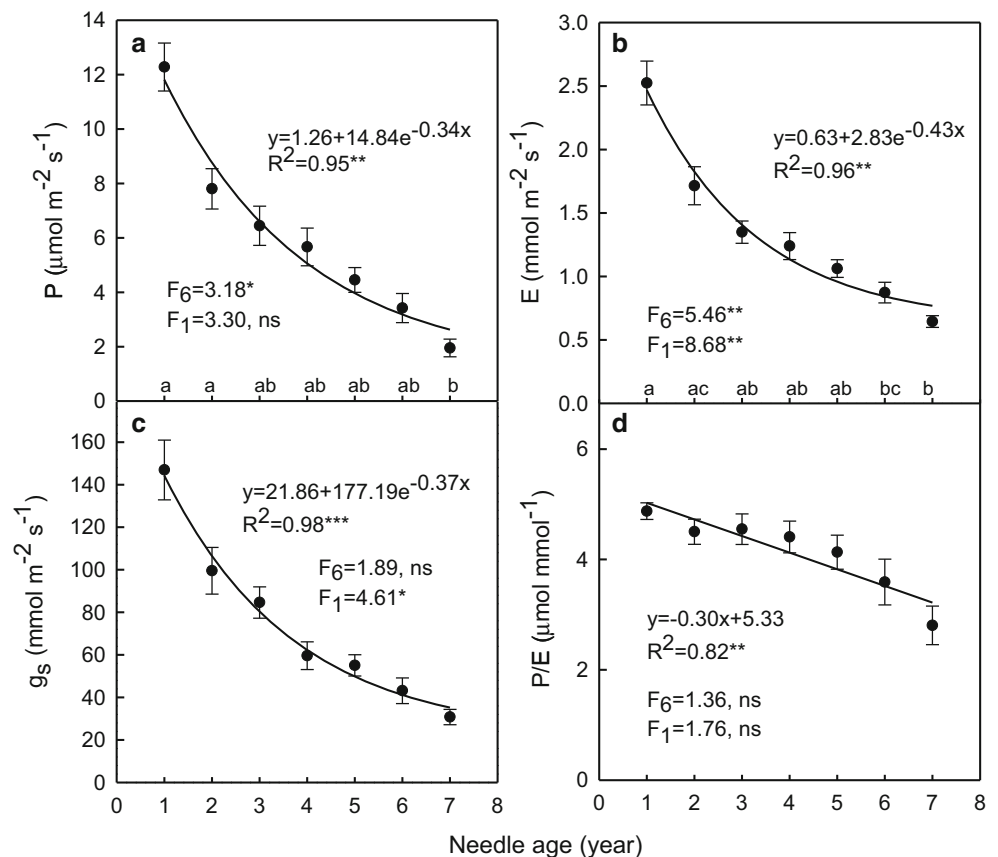 a
14
12
10
8
6
4
2
0
P (μmol m⁻² s⁻¹)
y=1.26+14.84e⁻⁰·³⁴ˣ
R²=0.95**
F₆=3.18*
F₁=3.30, ns
a a ab ab ab ab b
b
3.0
2.5
2.0
1.5
1.0
0.5
0.0
E (mmol m⁻² s⁻¹)
y=0.63+2.83e⁻⁰·⁴³ˣ
R²=0.96**
F₆=5.46**
F₁=8.68**
a ac ab ab ab bc b
c
160
140
120
100
80
60
40
20
0
gₛ (mmol m⁻² s⁻¹)
y=21.86+177.19e⁻⁰·³⁷ˣ
R²=0.98***
F₆=1.89, ns
F₁=4.61*
0 1 2 3 4 5 6 7 8
d
6
4
2
0
P/E (μmol mmol⁻¹)
y=-0.30x+5.33
R²=0.82**
F₆=1.36, ns
F₁=1.76, ns
0 1 2 3 4 5 6 7 8
Needle age (year)